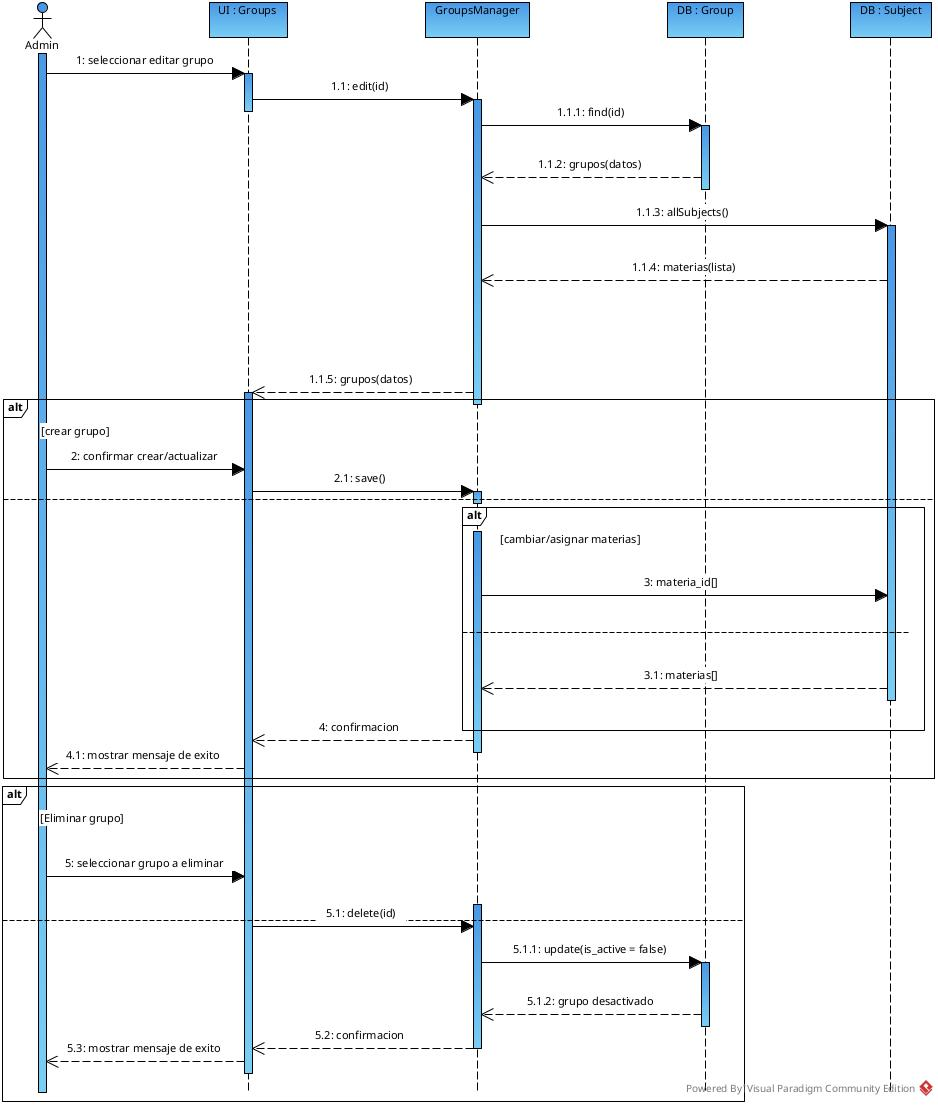 UI : Groups
GroupsManager
DB : Group
DB : Subject
Admin
1: seleccionar editar grupo
1.1: edit(id)
1.1.1: find(id)
1.1.2: grupos(datos)
1.1.3: allSubjects()
1.1.4: materias(lista)
1.1.5: grupos(datos)
alt
[crear grupo]
2: confirmar crear/actualizar
2.1: save()
alt
[cambiar/asignar materias]
3: materia_id[]
3.1: materias[]
4: confirmacion
4.1: mostrar mensaje de exito
alt
[Eliminar grupo]
5: seleccionar grupo a eliminar
5.1: delete(id)
5.1.1: update(is_active = false)
5.1.2: grupo desactivado
5.2: confirmacion
5.3: mostrar mensaje de exito
Powered By Visual Paradigm Community Edition